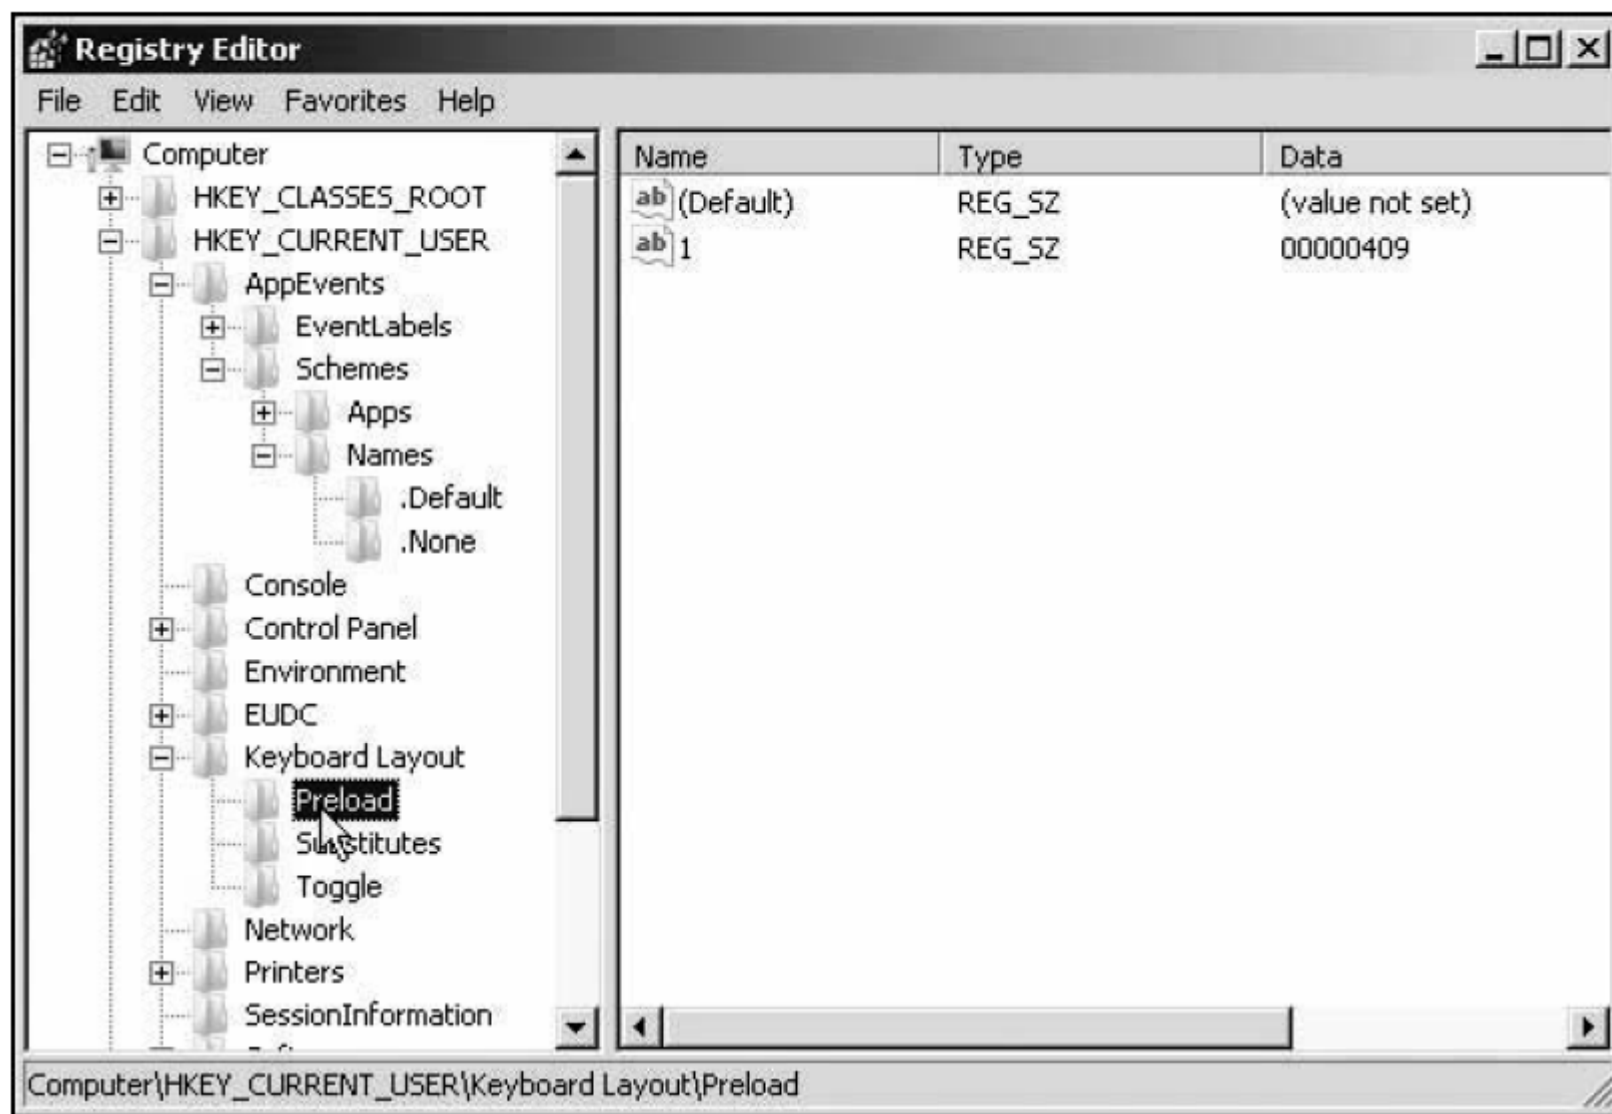 Registry Editor
File Edit View Favorites Help
Computer
HKEY_CLASSES_ROOT
HKEY_CURRENT_USER
AppEvents
EventLabels
Schemes
Apps
Names
.Default
.None
Console
Control Panel
Environment
EUDC
Keyboard Layout
Preload
Substitutes
Toggle
Network
Printers
SessionInformation
Name Type Data
ab (Default) REG_SZ (value not set)
ab 1 REG_SZ 00000409
Computer\HKEY_CURRENT_USER\Keyboard Layout\Preload